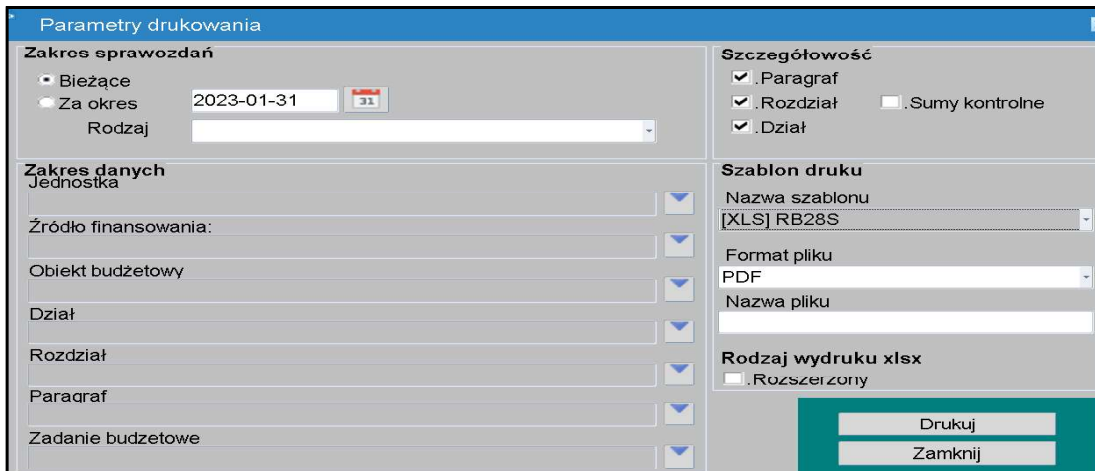 Parametry drukowania
Zakres sprawozdań
Bieżące
Za okres 2023-01-31 31
Rodzaj
Zakres danych
Jednostka
Źródło finansowania:
Obiekt budżetowy
Dział
Rozdział
Paragraf
Zadanie budzetowe
Szczegółowość
.Paragraf
.Rozdział .Sumy kontrolne
.Dział
Szablon druku
Nazwa szablonu
[XLS] RB28S
Format pliku
PDF
Nazwa pliku
Rodzaj wydruku xlsx
.Rozszerzony
Drukuj
Zamknij